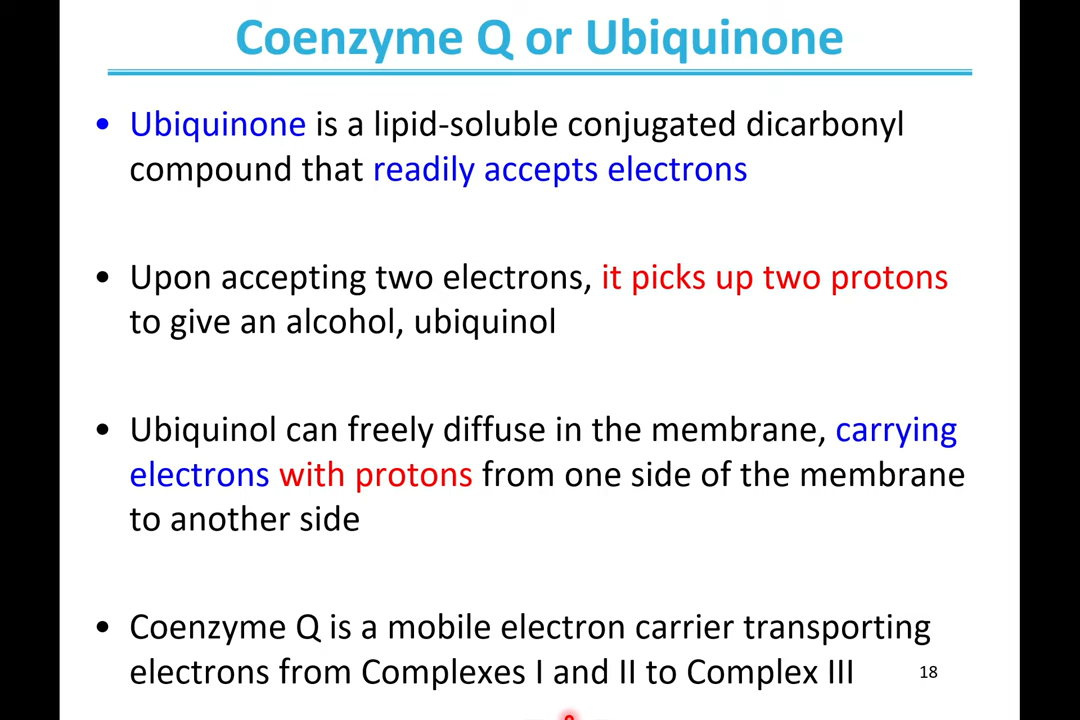 Coenzyme Q or Ubiquinone
• Ubiquinone is a lipid-soluble conjugated dicarbonyl
compound that readily accepts electrons
• Upon accepting two electrons, it picks up two protons
to give an alcohol, ubiquinol
• Ubiquinol can freely diffuse in the membrane, carrying
electrons with protons from one side of the membrane
to another side
• Coenzyme Q is a mobile electron carrier transporting
electrons from Complexes I and II to Complex III
18